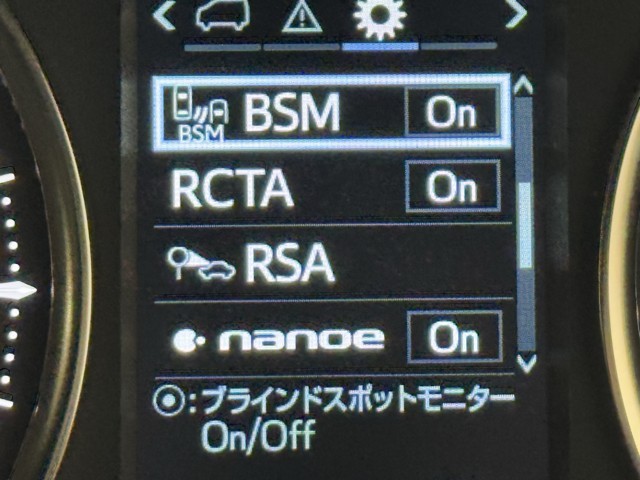 BSM BSM On
RCTA On
RSA
nanoe On
⦿:ブラインドスポットモニター
On/Off